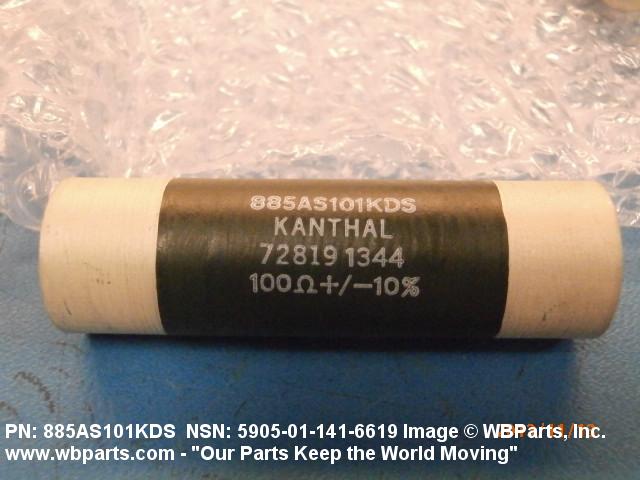 885AS101KDS
KANTHAL
72819 1344
100Ω+/-10%
PN: 885AS101KDS NSN: 5905-01-141-6619 Image © WBParts, Inc.
www.wbparts.com - "Our Parts Keep the World Moving"